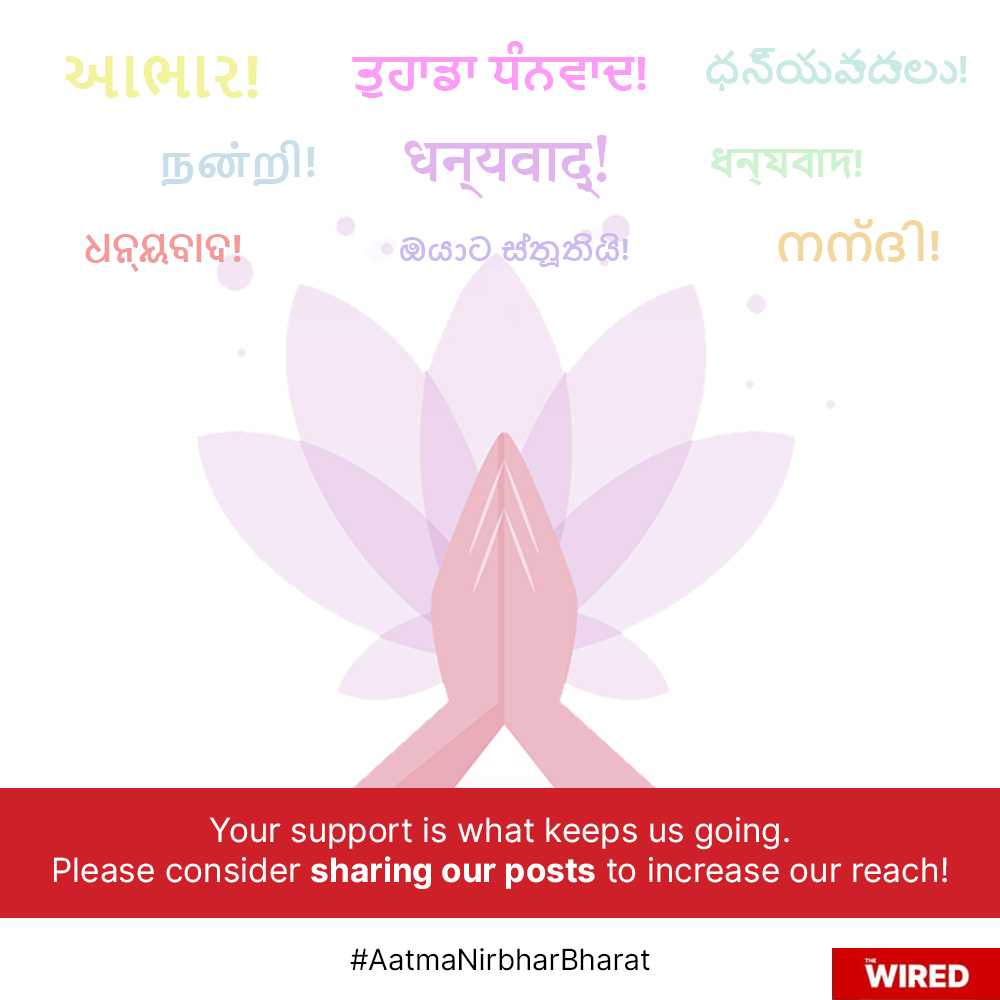 આભાર! ਤੁਹਾਡਾ ਧੰਨਵਾਦ! ధన్‌యవాదాలు!
நன்றி! धन्‌यवाद्! ধন্‌যবাদ!
ଧନ୍‌ୟବାଦ! ඔයාට ස්තූතියි! നന്‌ദി!
Your support is what keeps us going.
Please consider sharing our posts to increase our reach!
#AatmaNirbharBharat
THE WIRED